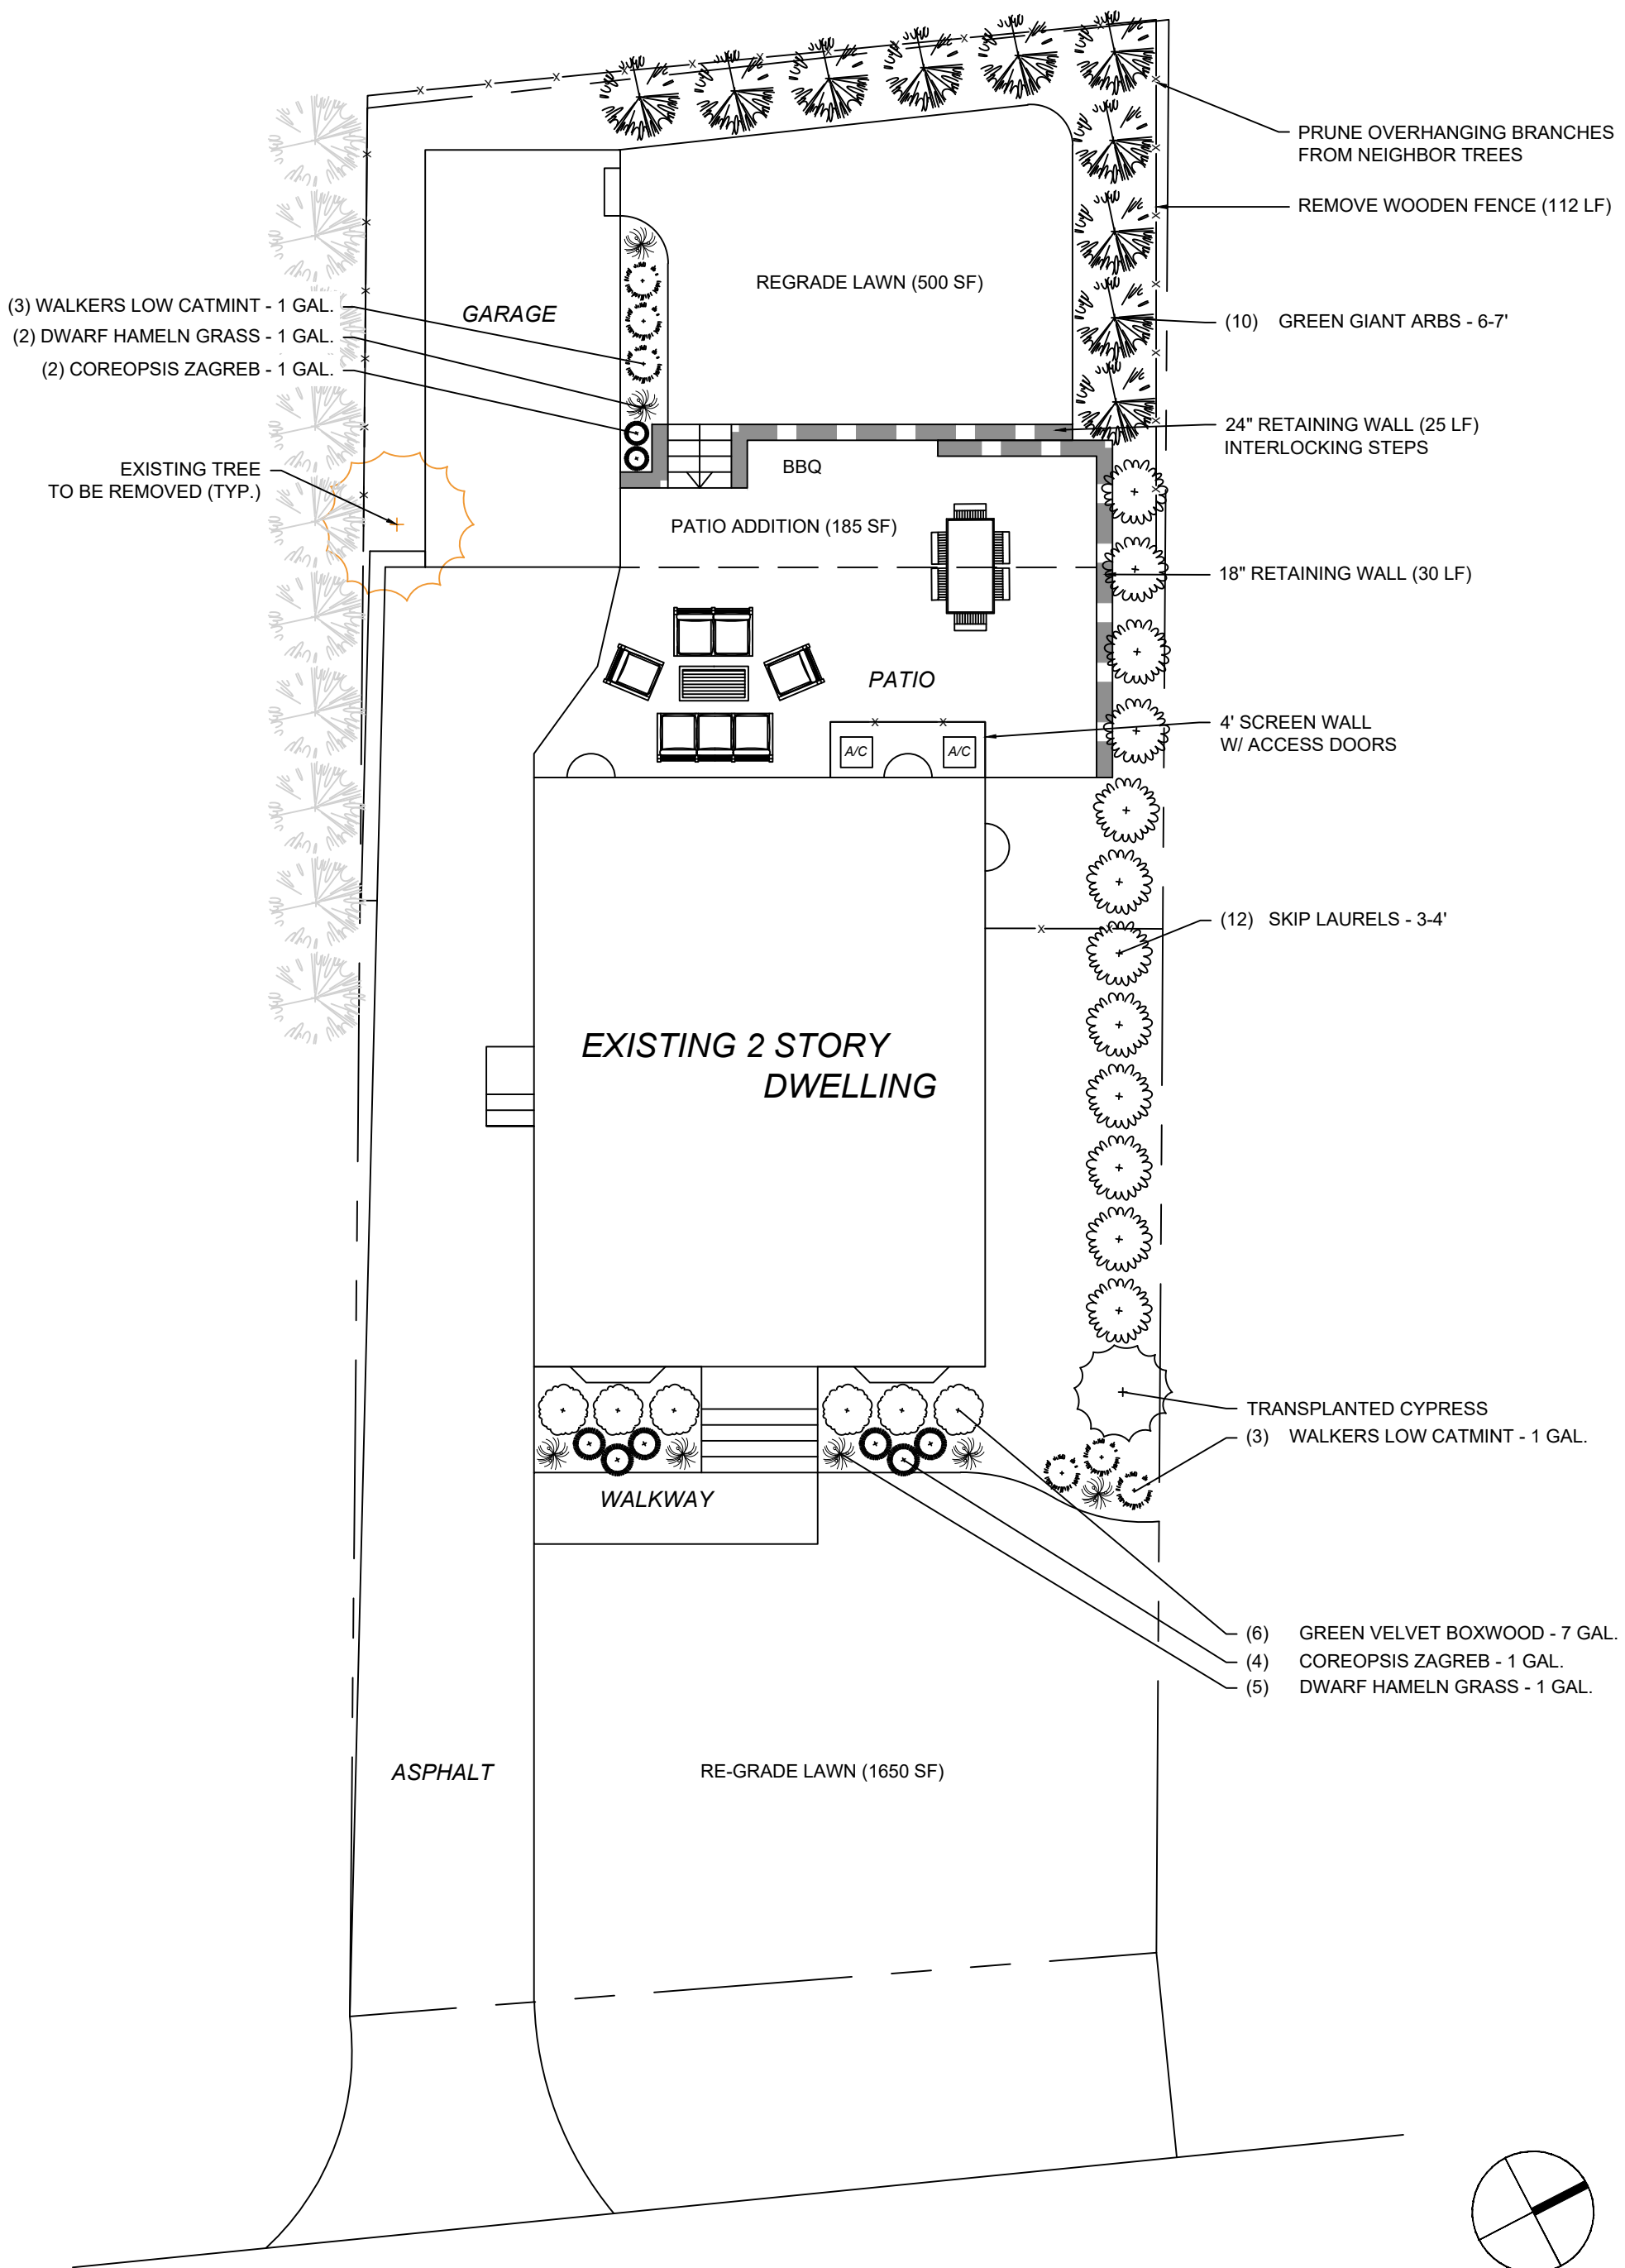 PRUNE OVERHANGING BRANCHES
FROM NEIGHBOR TREES
REMOVE WOODEN FENCE (112 LF)
REGRADE LAWN (500 SF)
(3) WALKERS LOW CATMINT - 1 GAL.
GARAGE
(10) GREEN GIANT ARBS - 6-7'
(2) DWARF HAMELN GRASS - 1 GAL.
(2) COREOPSIS ZAGREB - 1 GAL.
24" RETAINING WALL (25 LF)
INTERLOCKING STEPS
EXISTING TREE
TO BE REMOVED (TYP.)
BBQ
PATIO ADDITION (185 SF)
18" RETAINING WALL (30 LF)
PATIO
4' SCREEN WALL
W/ ACCESS DOORS
A/C
A/C
(12) SKIP LAURELS - 3-4'
EXISTING 2 STORY
DWELLING
TRANSPLANTED CYPRESS
(3) WALKERS LOW CATMINT - 1 GAL.
WALKWAY
(6) GREEN VELVET BOXWOOD - 7 GAL.
(4) COREOPSIS ZAGREB - 1 GAL.
(5) DWARF HAMELN GRASS - 1 GAL.
ASPHALT
RE-GRADE LAWN (1650 SF)